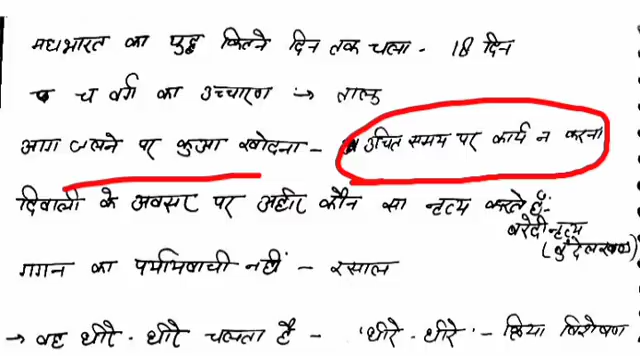 महाभारत का युद्ध कितने दिन तक चला - 18 दिन
च वर्ग का उच्चारण → तालु
आग लगने पर कुआ खोदना - उचित समय पर कार्य न करना
दिवाली के अवसर पर अहीर कौन सा नृत्य करते हैं:-
बरेदी नृत्य
(बुंदेलखण्ड)
गगन का पर्यायवाची नहीं - रसाल
→ वह धीरे-धीरे चलता है - 'धीरे-धीरे' - क्रिया विशेषण